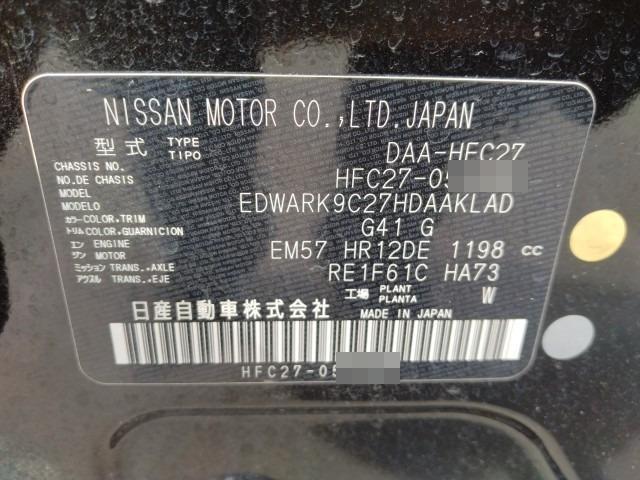 NISSAN MOTOR CO.,LTD.JAPAN
型式 TYPE TIPO DAA-HFC27
CHASSIS NO. NO.DE CHASIS HFC27-05
MODEL MODELO EDWARK9C27HDAAKLAD
カラー COLOR,TRIM トリム COLOR,GUARNICION G41 G
エン ENGINE ジン MOTOR EM57 HR12DE 1198 cc
ミッション TRANS.,AXLE アクスル TRANS.,EJE RE1F61C HA73
工場 PLANT PLANTA W
日産自動車株式会社 MADE IN JAPAN
HFC27-05